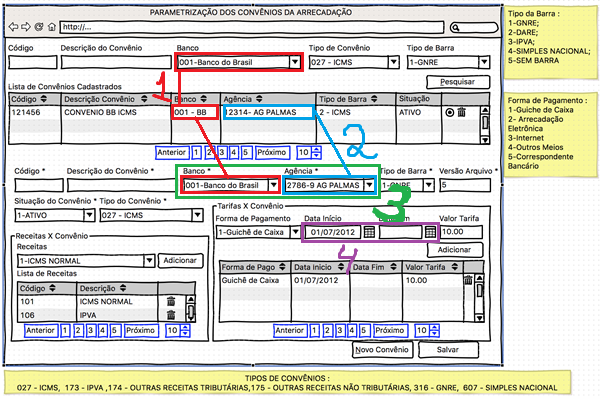 PARAMETRIZAÇÃO DOS CONVÊNIOS DA ARRECADAÇÃO
http://...
Código Descrição do Convênio Banco Tipo de Convênio Tipo de Barra
001-Banco do Brasil 027 - ICMS 1-GNRE
Pesquisar
Lista de Convênios Cadastrados
Código Descrição Convênio Banco Agência Tipo de Barra Situação
121456 CONVENIO BB ICMS 001 - BB 12314- AG PALMAS 2 - ICMS ATIVO
1
Anterior 1 2 3 4 5 Próximo 10
2
Código * Descrição do Convênio * Banco * Agência * Tipo de Barra * Versão Arquivo *
001-Banco do Brasil 2786-9 AG PALMAS 1-GNRE 5
3
Situação do Convênio * Tipo do Convênio *
1-ATIVO 027 - ICMS
Receitas X Convênio
Receitas
1-ICMS NORMAL Adicionar
Lista de Receitas
Código Descrição
101 ICMS NORMAL
106 IPVA
Anterior 1 2 3 4 5 Próximo 10
Tarifas X Convênio
Forma de Pagamento Data Início Fim Valor Tarifa
1-Guichê de Caixa 01/07/2012 10.00
4
Adicionar
Forma de Pago Data Inicio Data Fim Valor Tarifa
Guichê de Caixa 01/07/2012 10.00
Anterior 1 2 3 4 5 Próximo 10
Novo Convênio Salvar
Tipo da Barra :
1-GNRE;
2-DARE;
3-IPVA;
4-SIMPLES NACIONAL;
5-SEM BARRA
Forma de Pagamento :
1-Guiche de Caixa
2- Arrecadação
Eletrônica
3-Internet
4-Outros Meios
5-Correspondente
Bancário
TIPOS DE CONVÊNIOS :
027 - ICMS, 173 - IPVA ,174 - OUTRAS RECEITAS TRIBUTÁRIAS,175 - OUTRAS RECEITAS NÃO TRIBUTÁRIAS, 316 - GNRE, 607 - SIMPLES NACIONAL